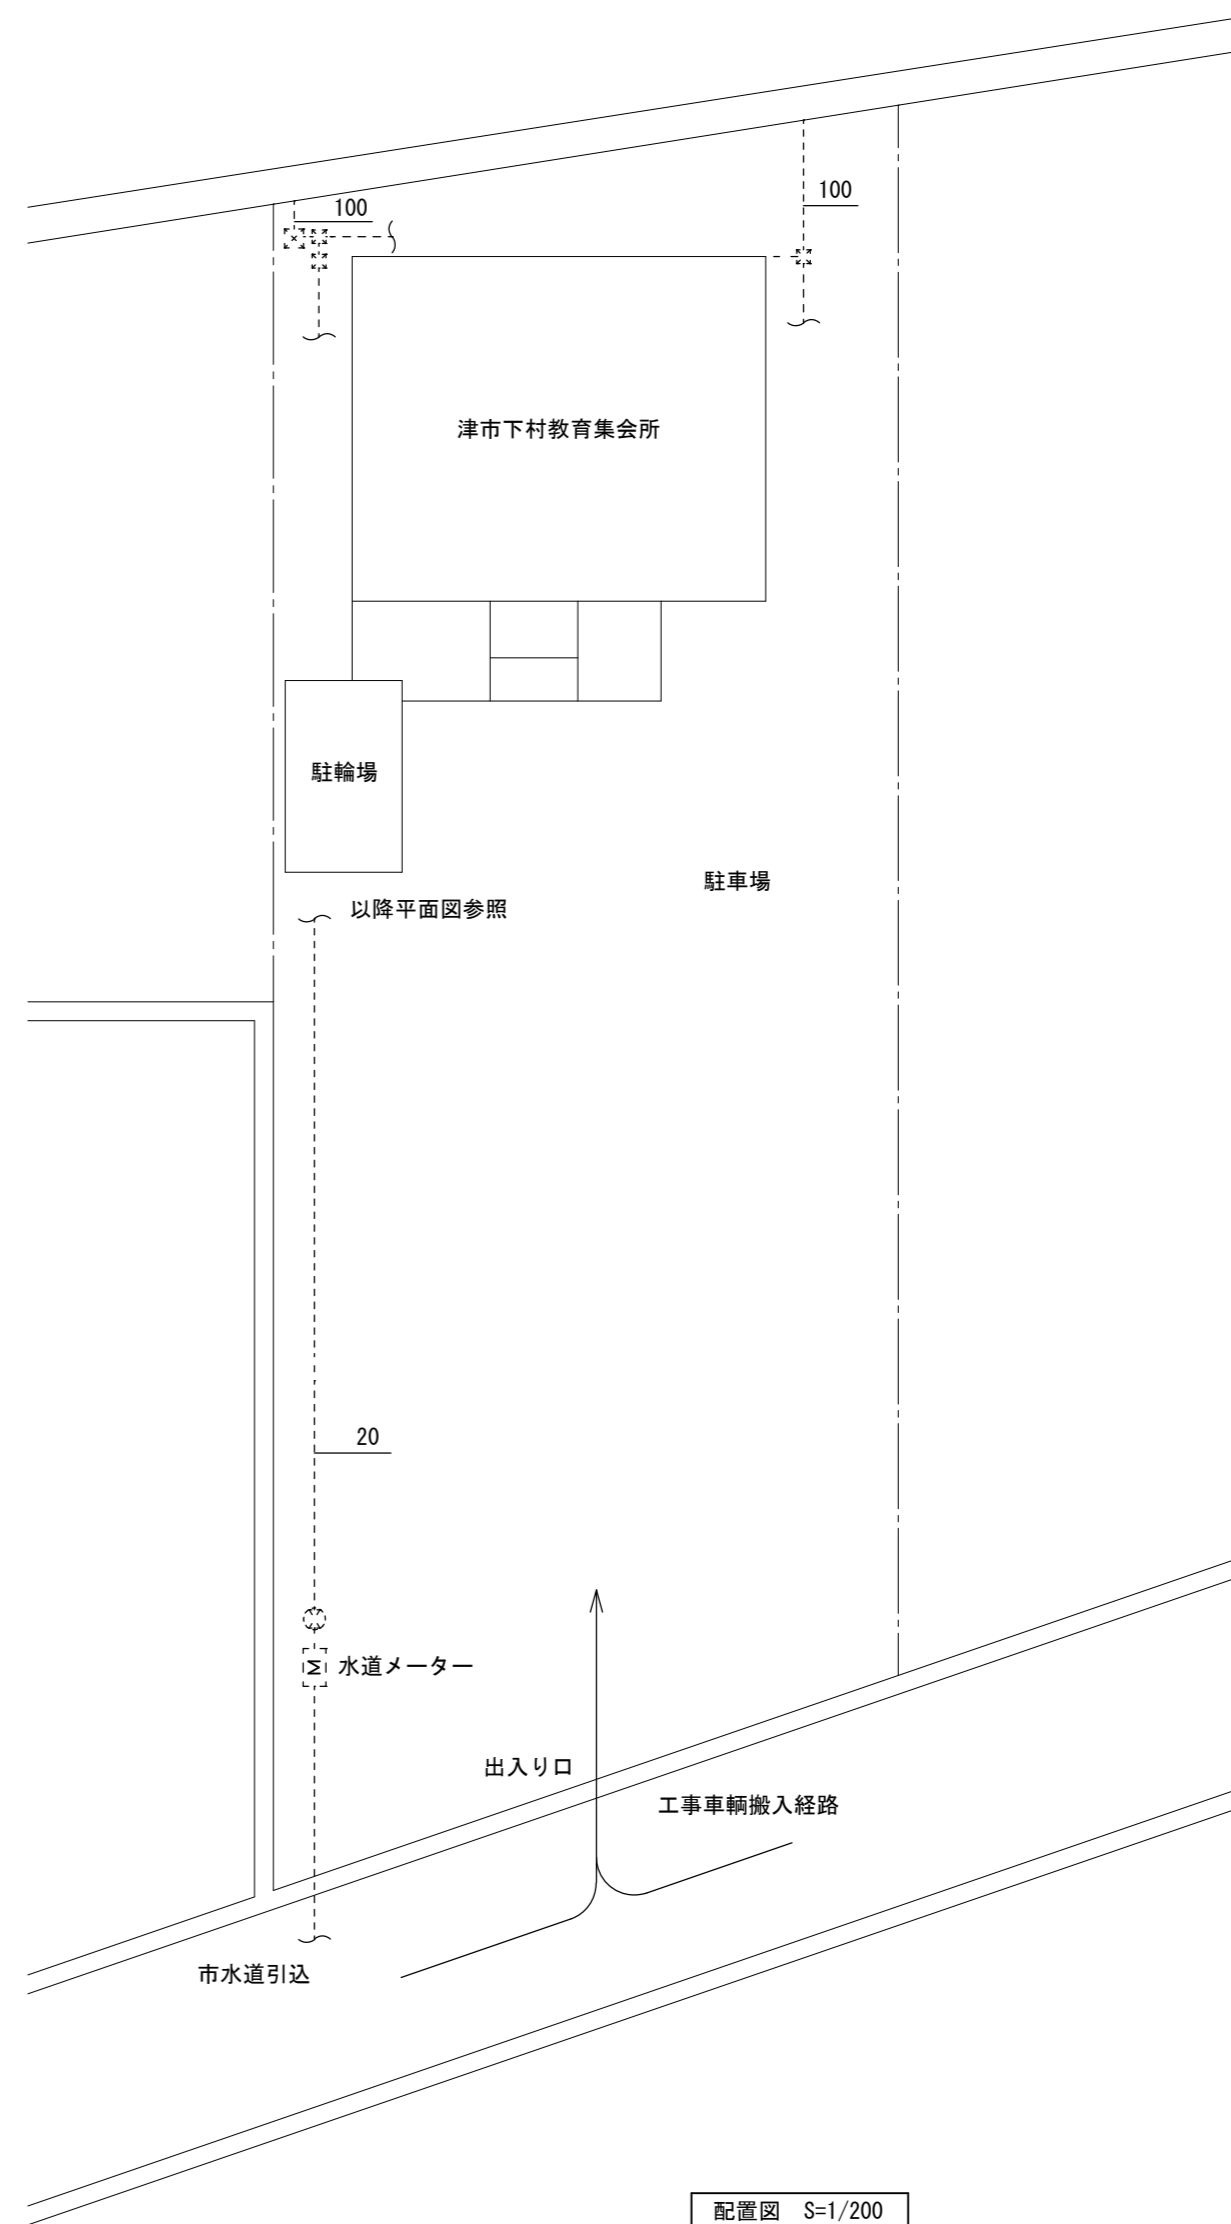 100
100
津市下村教育集会所
駐輪場
駐車場
以降平面図参照
20
M
水道メーター
出入り口
工事車輌搬入経路
市水道引込
配置図 S=1/200